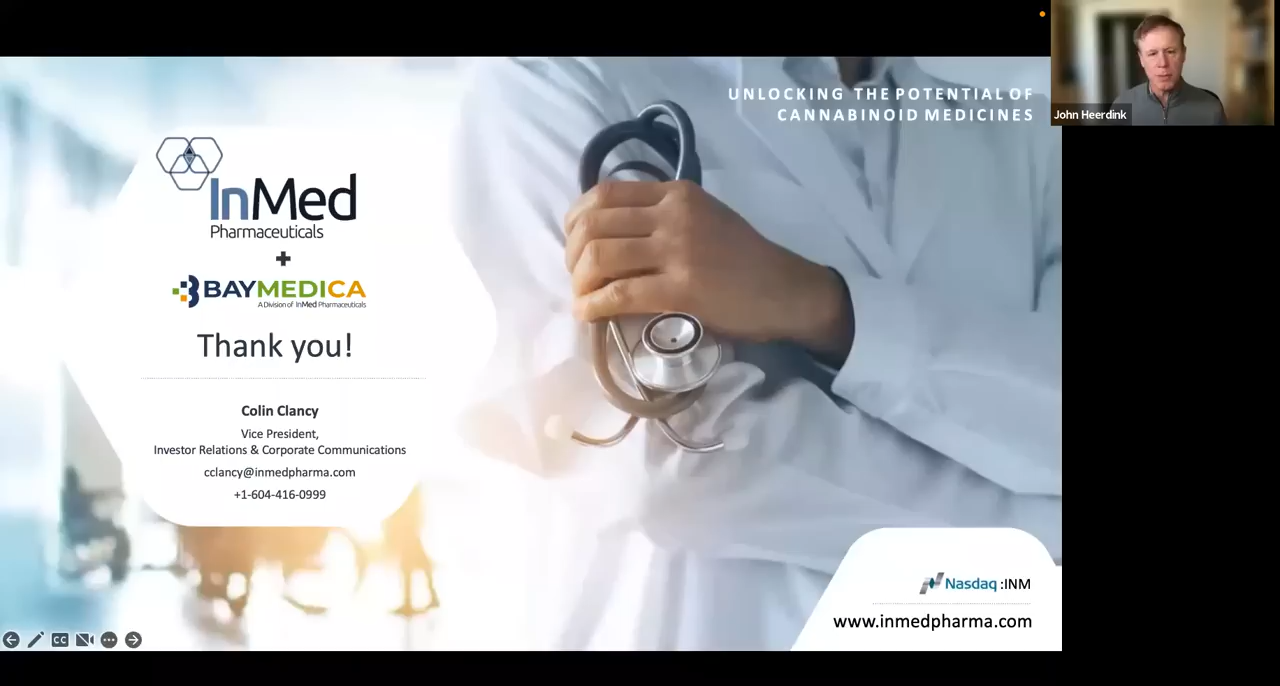 UNLOCKING THE POTENTIAL OF
CANNABINOID MEDICINES
John Heerdink
InMed
Pharmaceuticals
+
BAYMEDICA
A Division of InMed Pharmaceuticals
Thank you!
Colin Clancy
Vice President,
Investor Relations & Corporate Communications
cclancy@inmedpharma.com
+1-604-416-0999
Nasdaq :INM
www.inmedpharma.com
CC